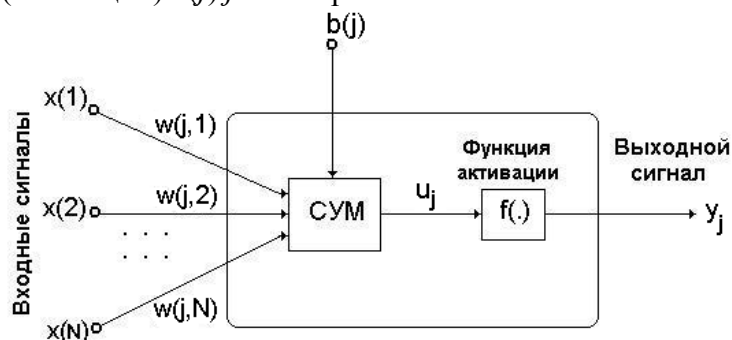 b(j)
x(1)
w(j,1)
Входные сигналы
Функция
активации
Выходной
сигнал
x(2)
w(j,2)
СУМ
u_j
f(.)
y_j
. . .
. . .
w(j,N)
x(N)